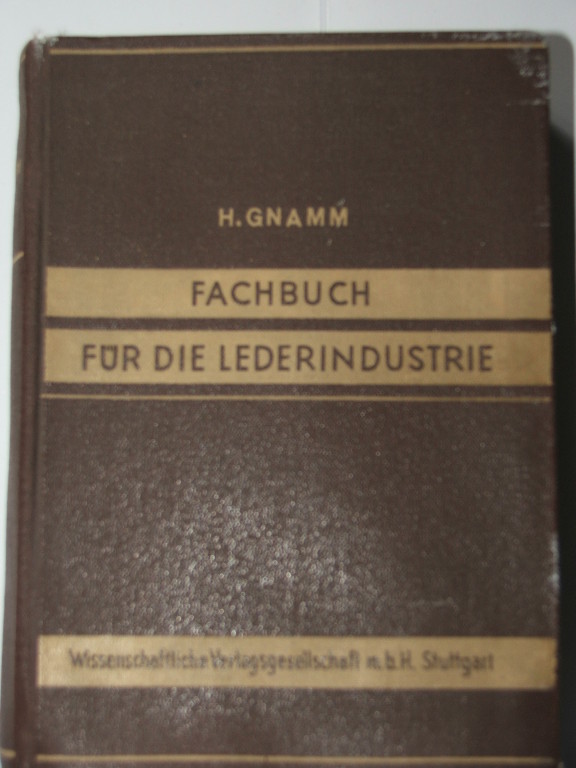 H. GNAMM
FACHBUCH
FÜR DIE LEDERINDUSTRIE
Wissenschaftliche Verlagsgesellschaft m.b.H. Stuttgart